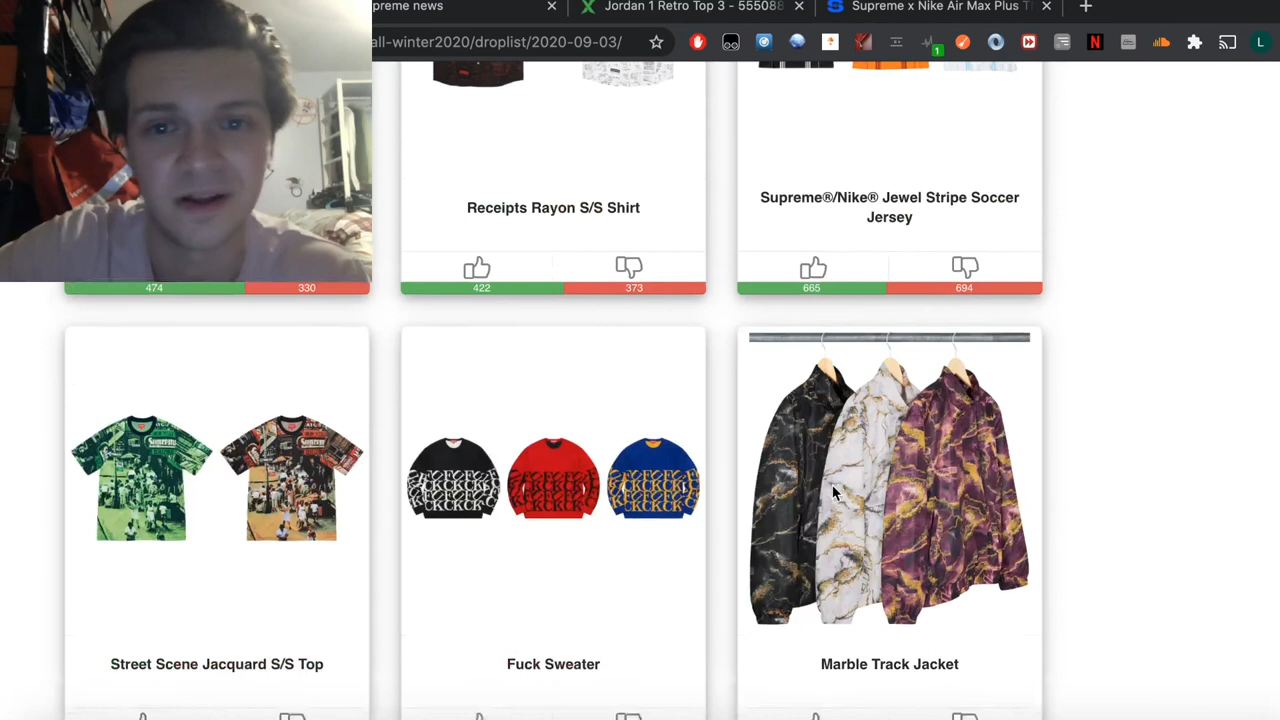 preme news
Jordan 1 Retro Top 3 - 555088
Supreme x Nike Air Max Plus T
all-winter2020/droplist/2020-09-03/
1
N
L
Receipts Rayon S/S Shirt
Supreme®/Nike® Jewel Stripe Soccer
Jersey
474 330
422 373
665 694
Street Scene Jacquard S/S Top
Fuck Sweater
Marble Track Jacket